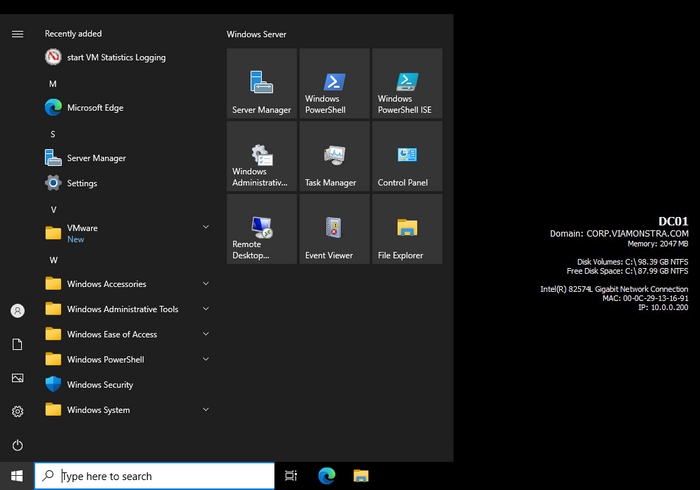 Recently added
start VM Statistics Logging
M
Microsoft Edge
S
Server Manager
Settings
V
VMware
New
W
Windows Accessories
Windows Administrative Tools
Windows Ease of Access
Windows PowerShell
Windows Security
Windows System
Windows Server
Server Manager
Windows
PowerShell
Windows
PowerShell ISE
Windows
Administrativ...
Task Manager
Control Panel
Remote
Desktop...
Event Viewer
File Explorer
DC01
Domain: CORP.VIAMONSTRA.COM
Memory: 2047 MB
Disk Volumes: C:\ 98.39 GB NTFS
Free Disk Space: C:\ 87.99 GB NTFS
Intel(R) 82574L Gigabit Network Connection
MAC: 00-0C-29-13-16-91
IP: 10.0.0.200
Type here to search